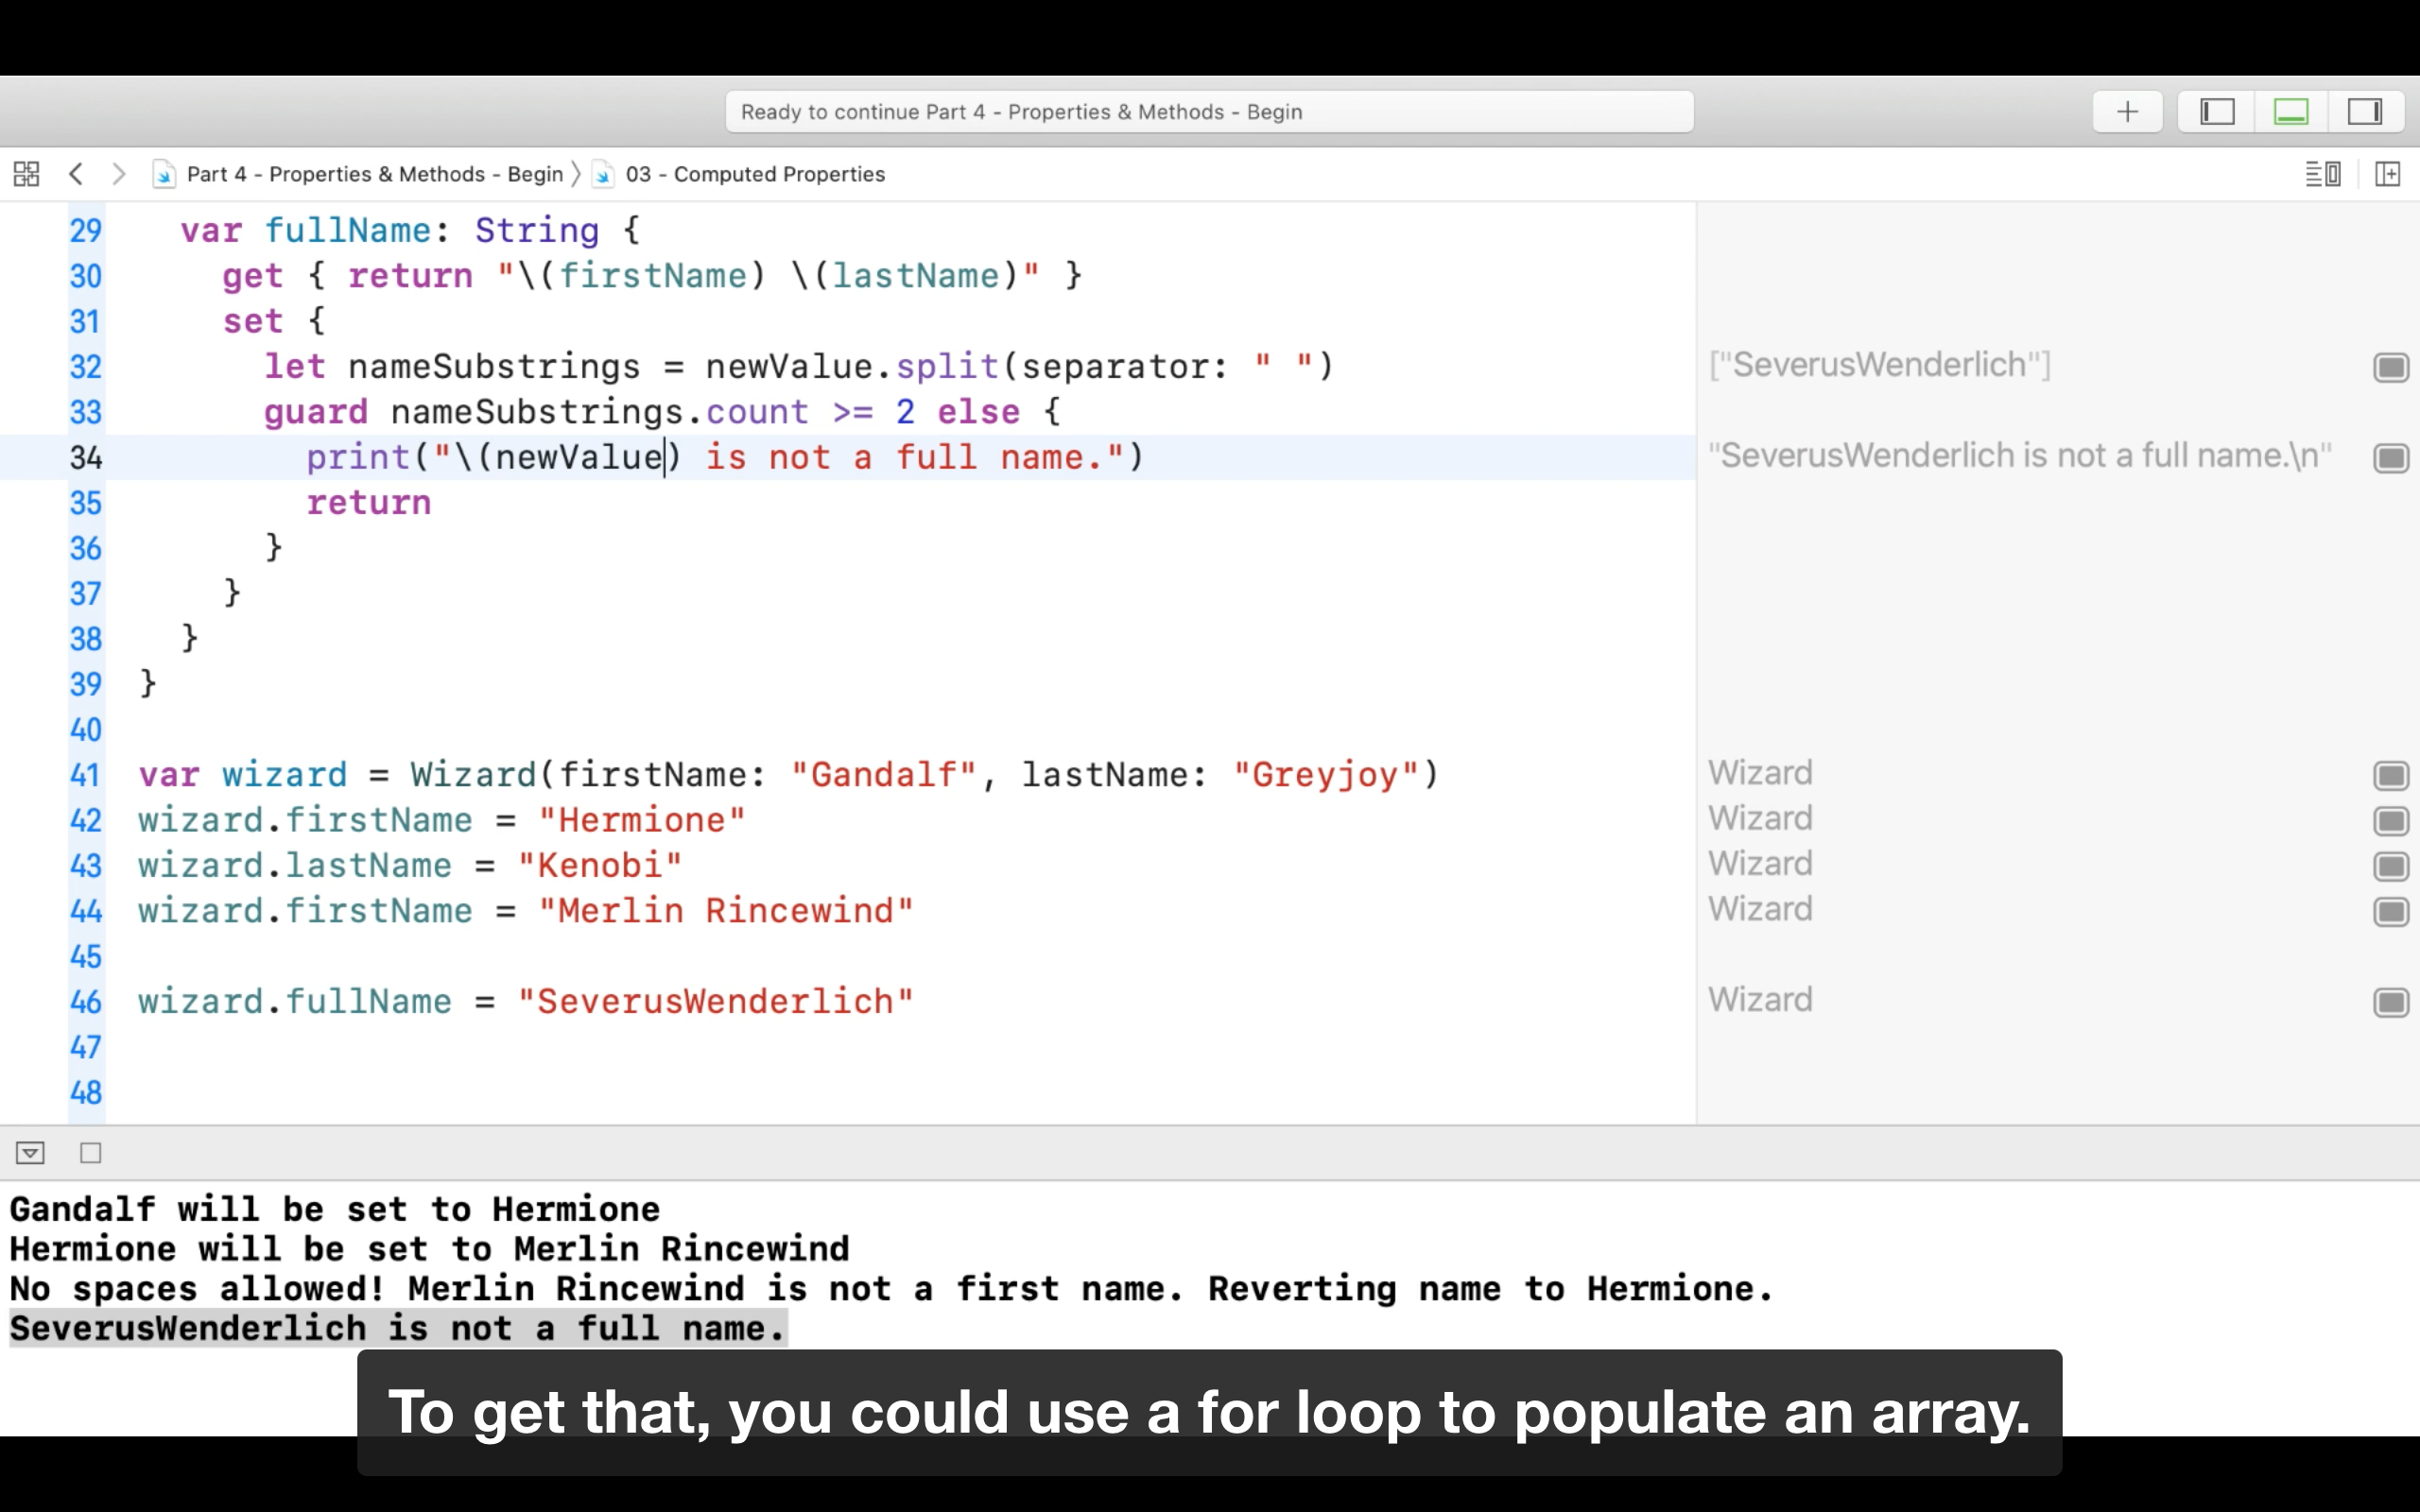 Ready to continue Part 4 - Properties & Methods - Begin
Part 4 - Properties & Methods - Begin 〉 03 - Computed Properties
29 var fullName: String {
30 get { return "\(firstName) \(lastName)" }
31 set {
32 let nameSubstrings = newValue.split(separator: " ") ["SeverusWenderlich"]
33 guard nameSubstrings.count >= 2 else {
34 print("\(newValue) is not a full name.") "SeverusWenderlich is not a full name.\n"
35 return
36 }
37 }
38 }
39 }
40
41 var wizard = Wizard(firstName: "Gandalf", lastName: "Greyjoy") Wizard
42 wizard.firstName = "Hermione" Wizard
43 wizard.lastName = "Kenobi" Wizard
44 wizard.firstName = "Merlin Rincewind" Wizard
45
46 wizard.fullName = "SeverusWenderlich" Wizard
47
48
Gandalf will be set to Hermione
Hermione will be set to Merlin Rincewind
No spaces allowed! Merlin Rincewind is not a first name. Reverting name to Hermione.
SeverusWenderlich is not a full name.
To get that, you could use a for loop to populate an array.